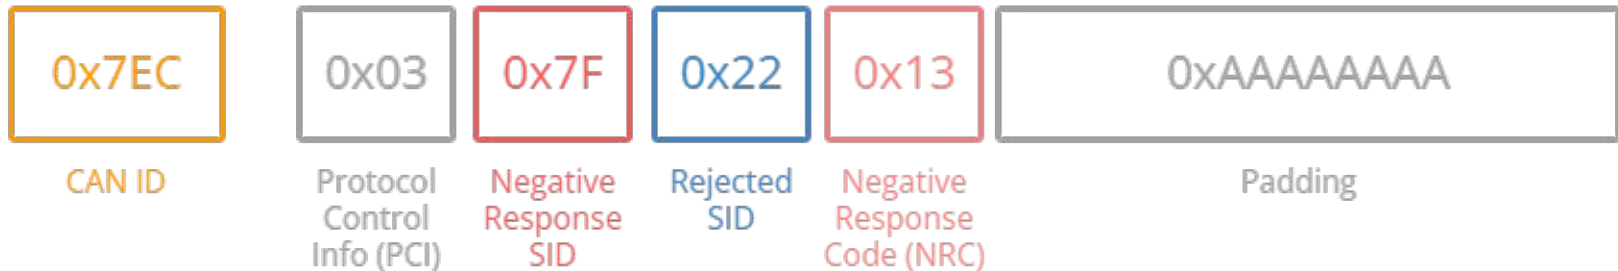 0x7EC 0x03 0x7F 0x22 0x13 0xAAAAAAAA
CAN ID
Protocol
Control
Info (PCI)
Negative
Response
SID
Rejected
SID
Negative
Response
Code (NRC)
Padding